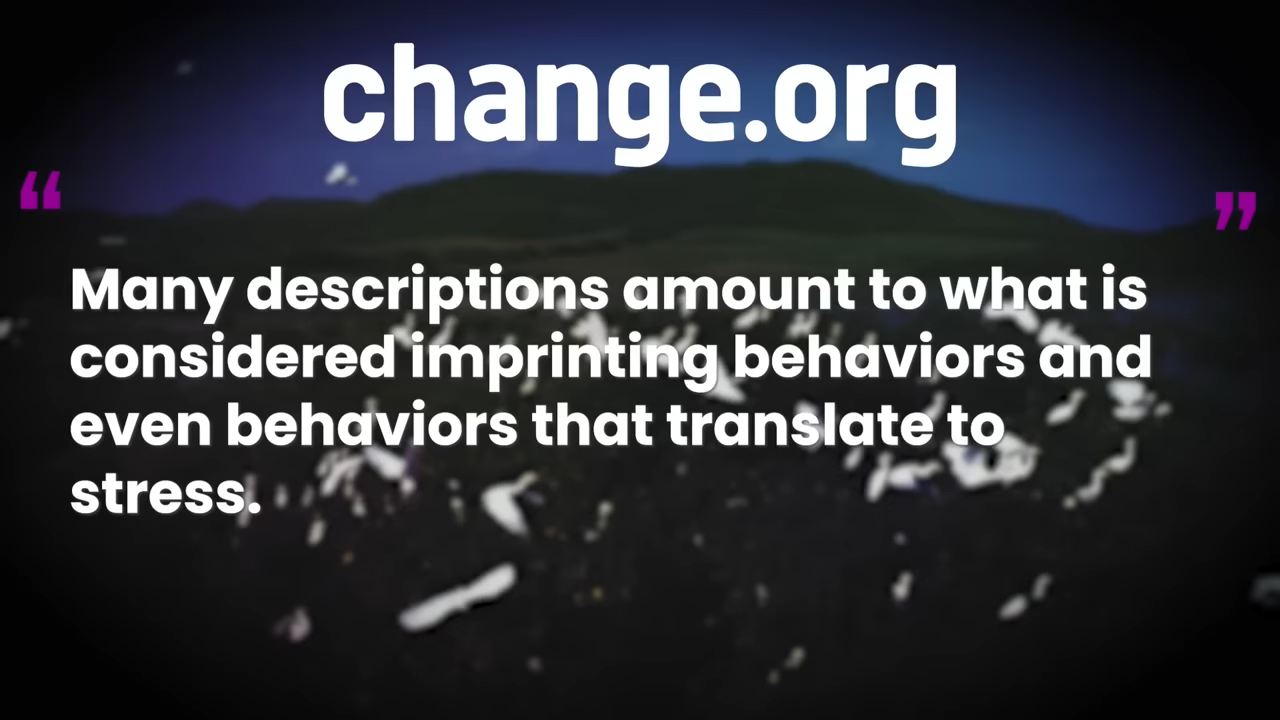 change.org
“ ”
Many descriptions amount to what is
considered imprinting behaviors and
even behaviors that translate to
stress.